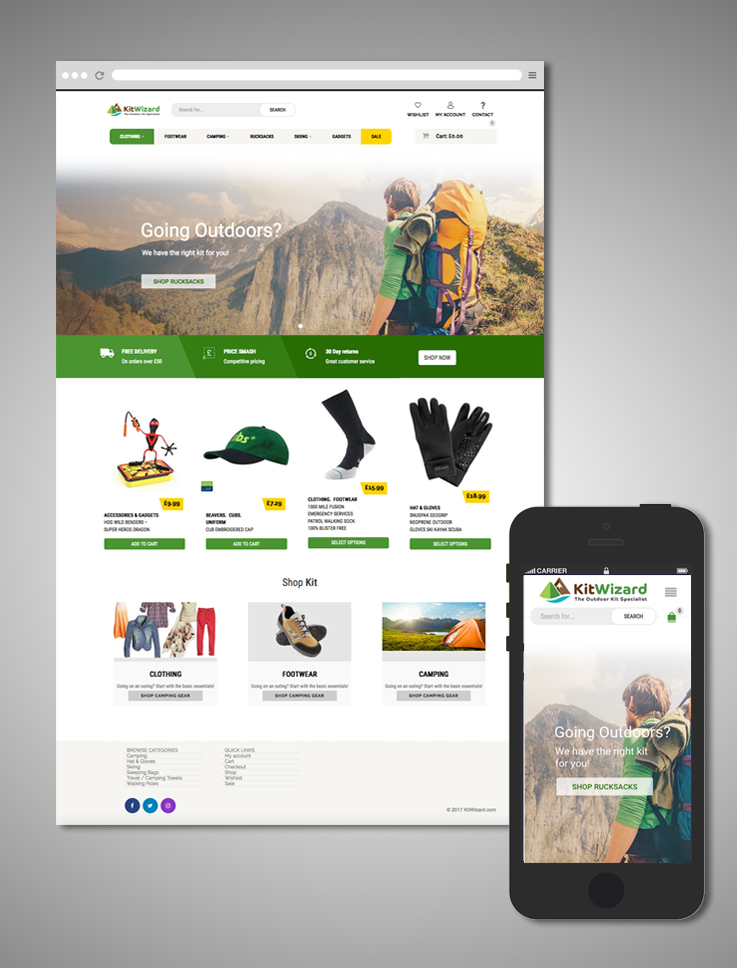 KitWizard
The Outdoor Kit Specialist
Search for...
SEARCH
WISHLIST
MY ACCOUNT
?
CONTACT
CLOTHING
FOOTWEAR
CAMPING
RUCKSACKS
SKIING
GADGETS
SALE
Cart: £0.00
0
Going Outdoors?
We have the right kit for you!
SHOP RUCKSACKS
FREE DELIVERY
On orders over £50
£
PRICE SMASH
Competitive pricing
£
30 Day returns
Great customer service
SHOP NOW
£9.99
ACCESSORIES & GADGETS
HOG WILD BENDERS –
SUPER HEROS DRAGON
ADD TO CART
£7.29
BEAVERS, CUBS,
UNIFORM
CUB EMBROIDERED CAP
ADD TO CART
£15.99
CLOTHING, FOOTWEAR
1000 MILE FUSION
EMERGENCY SERVICES
PATROL WALKING SOCK
100% BLISTER FREE
SELECT OPTIONS
£18.99
HAT & GLOVES
SNUGPAK GEOGRIP
NEOPRENE OUTDOOR
GLOVES SKI KAYAK SCUBA
SELECT OPTIONS
Shop Kit
CLOTHING
Going on an outing? Start with the basic essentials!
SHOP CAMPING GEAR
FOOTWEAR
Going on an outing? Start with the basic essentials!
SHOP CAMPING GEAR
CAMPING
Going on an outing? Start with the basic essentials!
SHOP CAMPING GEAR
BROWSE CATEGORIES
Camping
Hat & Gloves
Skiing
Sleeping Bags
Travel / Camping Towels
Walking Poles
QUICK LINKS
My account
Cart
Checkout
Shop
Wishlist
Sale
© 2017 KitWizard.com
CARRIER
KitWizard
The Outdoor Kit Specialist
Search for...
SEARCH
0
Going Outdoors?
We have the right kit
for you!
SHOP RUCKSACKS